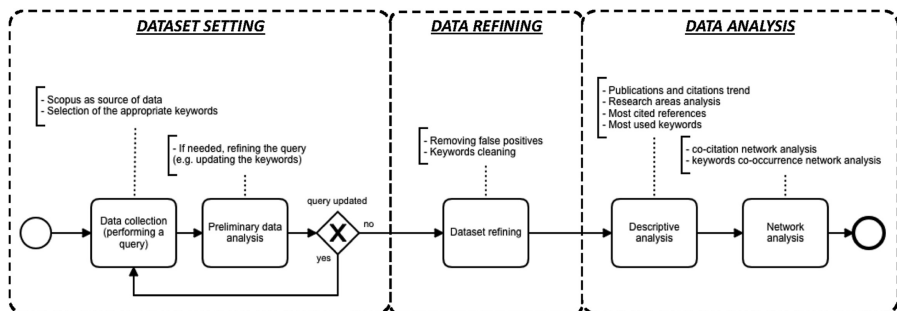 DATASET SETTING
DATA REFINING
DATA ANALYSIS
- Scopus as source of data
- Selection of the appropriate keywords
- If needed, refining the query
(e.g. updating the keywords)
- Removing false positives
- Keywords cleaning
- Publications and citations trend
- Research areas analysis
- Most cited references
- Most used keywords
- co-citation network analysis
- keywords co-occurrence network analysis
Data collection
(performing a
query)
Preliminary data
analysis
query updated
X
no
yes
Dataset refining
Descriptive
analysis
Network
analysis